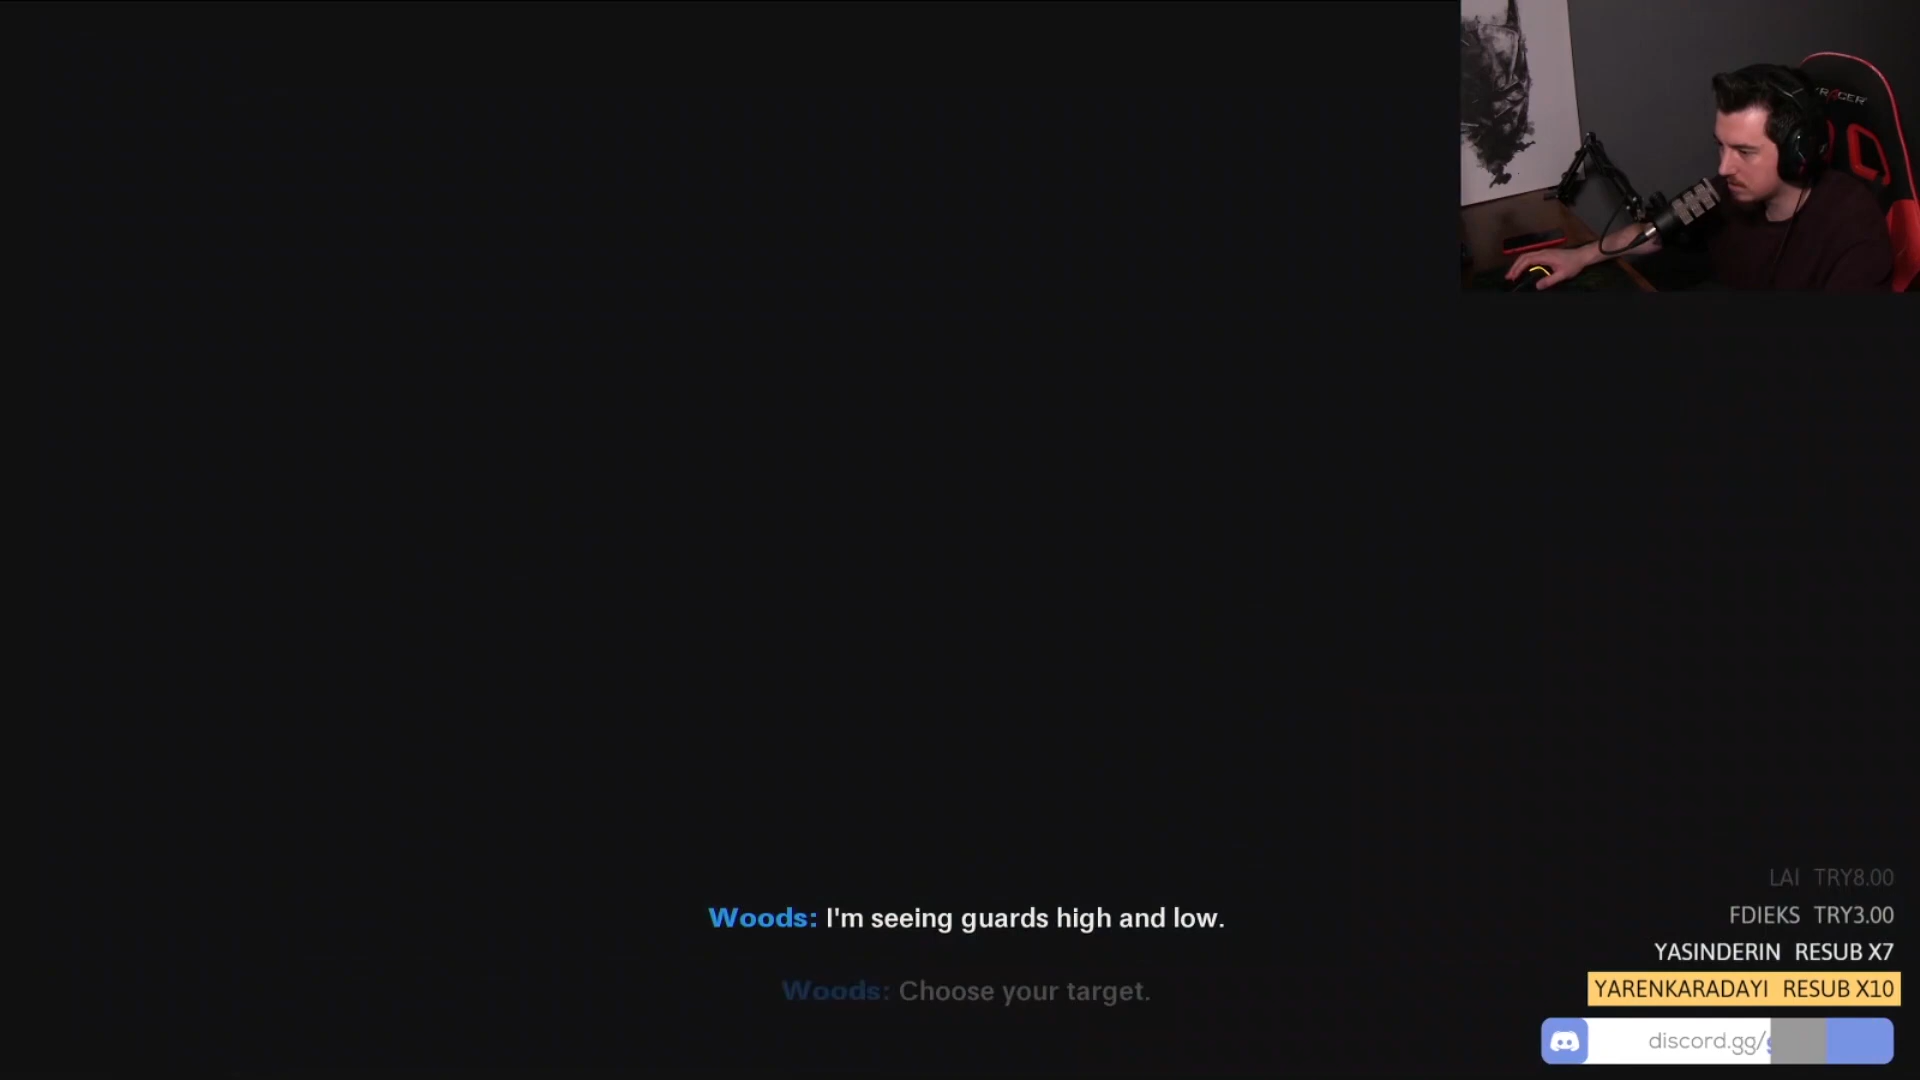 Woods: I'm seeing guards high and low.
Woods: Choose your target.
LAI TRY8.00
FDIEKS TRY3.00
YASINDERIN RESUB X7
YARENKARADAYI RESUB X10
discord.gg/